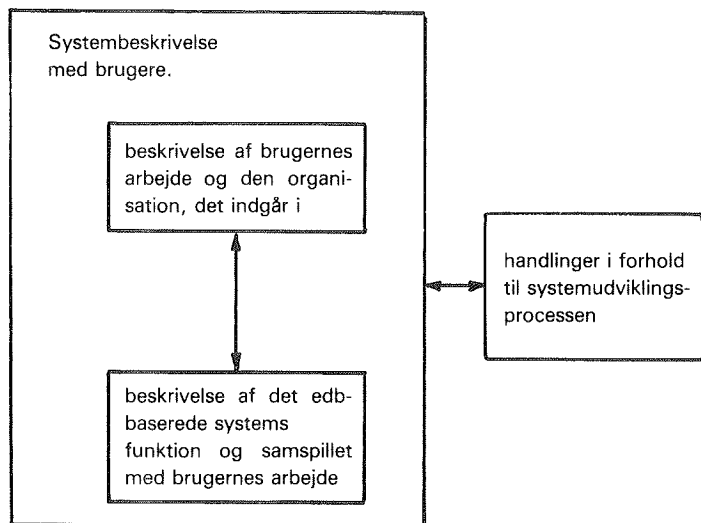 Systembeskrivelse
med brugere.
beskrivelse af brugernes
arbejde og den organi-
sation, det indgår i
handlinger i forhold
til systemudviklings-
processen
beskrivelse af det edb-
baserede systems
funktion og samspillet
med brugernes arbejde